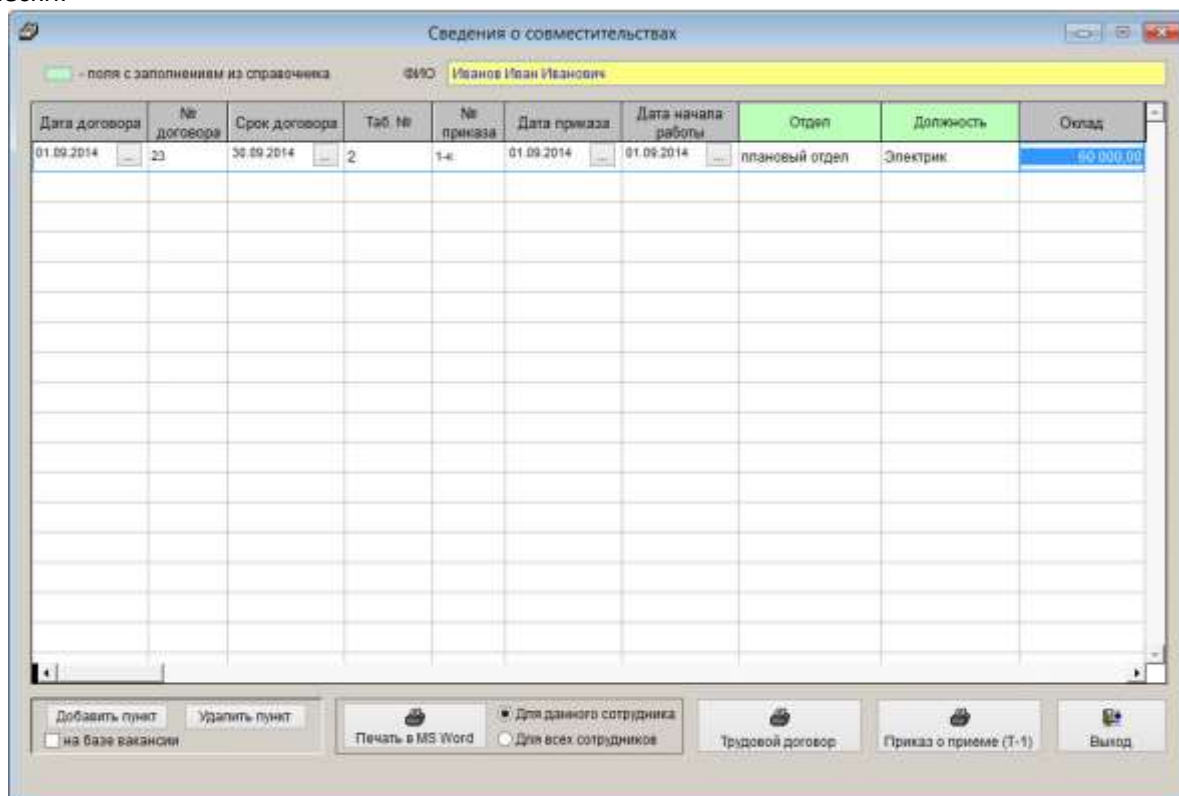 Сведения о совместительствах
- поля с заполнением из справочника ФИО Иванов Иван Иванович
Дата договора № договора Срок договора Таб. № № приказа Дата приказа Дата начала работы Отдел Должность Оклад
01.09.2014 ... 23 30.09.2014 ... 2 1-к 01.09.2014 ... 01.09.2014 ... плановый отдел Электрик 60 000,00
Добавить пункт Удалить пункт
на базе вакансии
Печать в MS Word
Для данного сотрудника
Для всех сотрудников
Трудовой договор
Приказ о приеме (Т-1)
Выход